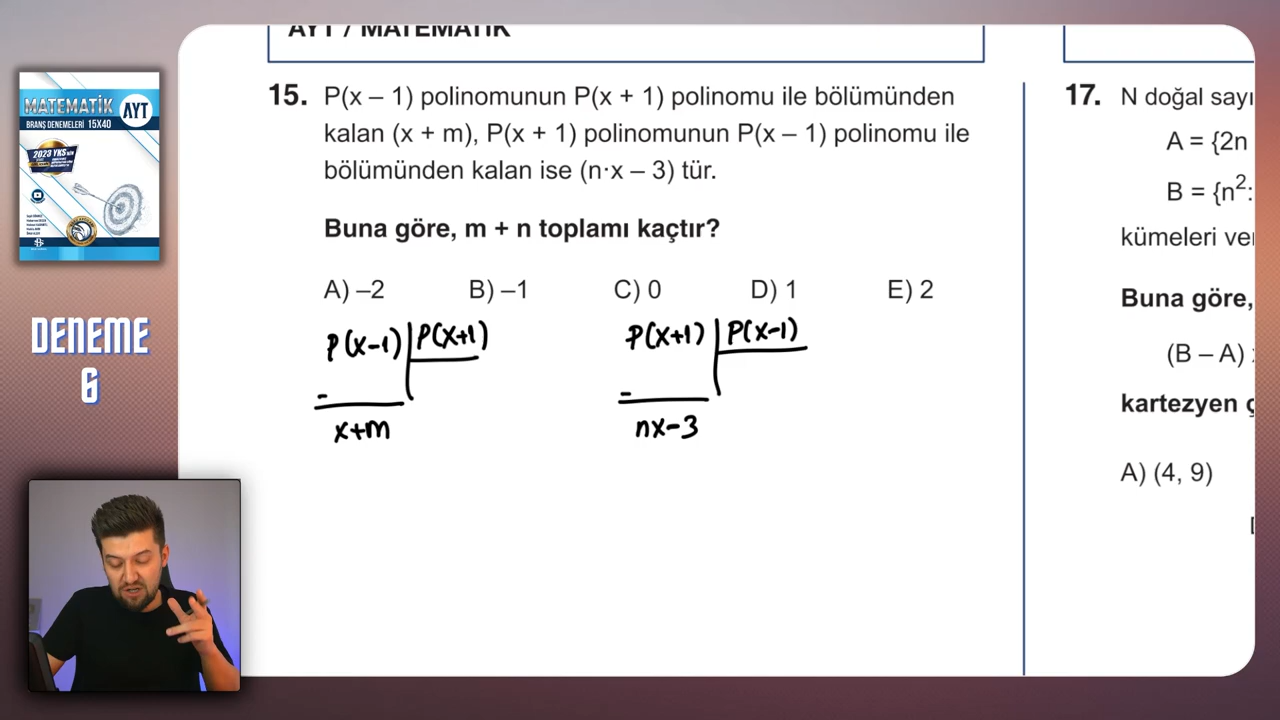 AYT / MATEMATİK
MATEMATİK AYT
BRANŞ DENEMELERİ 15X40
2023 YKS'NİN
DENEME
6
15. P(x – 1) polinomunun P(x + 1) polinomu ile bölümünden
kalan (x + m), P(x + 1) polinomunun P(x – 1) polinomu ile
bölümünden kalan ise (n·x – 3) tür.
Buna göre, m + n toplamı kaçtır?
A) –2 B) –1 C) 0 D) 1 E) 2
P(x-1) P(x+1)
-
x+m
P(x+1) P(x-1)
-
nx-3
17. N doğal sayı
A = {2n
B = {n²:
kümeleri ve
Buna göre,
(B – A)
kartezyen
A) (4, 9)